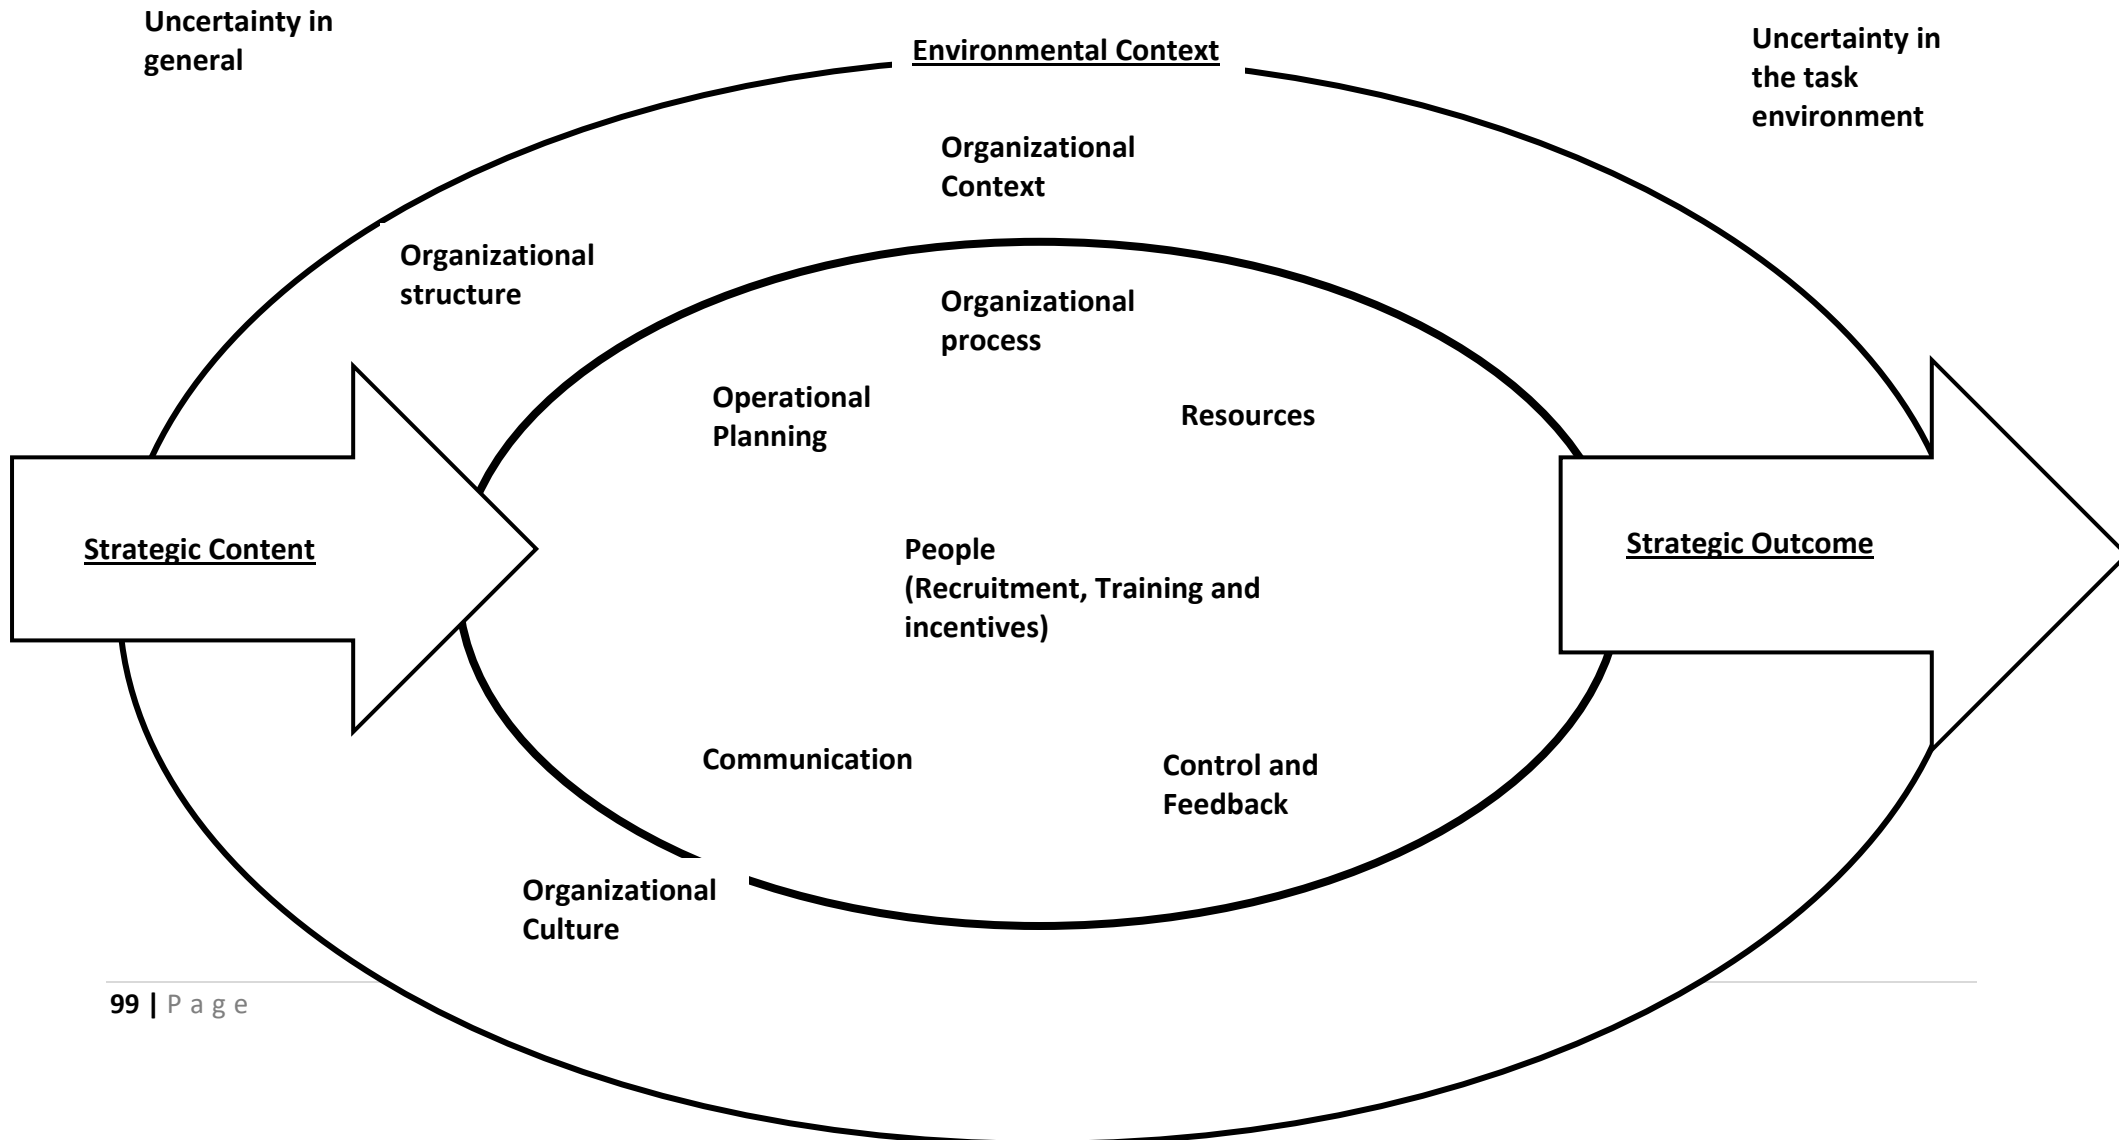 Uncertainty in
general
Environmental Context
Uncertainty in
the task
environment
Organizational
Context
Organizational
structure
Organizational
process
Operational
Planning
Resources
Strategic Content
People
(Recruitment, Training and
incentives)
Strategic Outcome
Communication
Control and
Feedback
Organizational
Culture
99 | Page